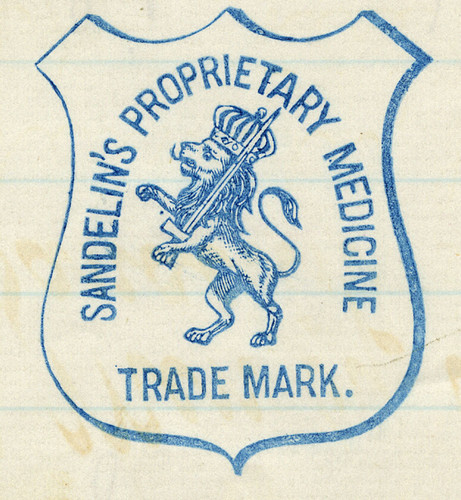 SANDELIN'S PROPRIETARY MEDICINE
TRADE MARK.